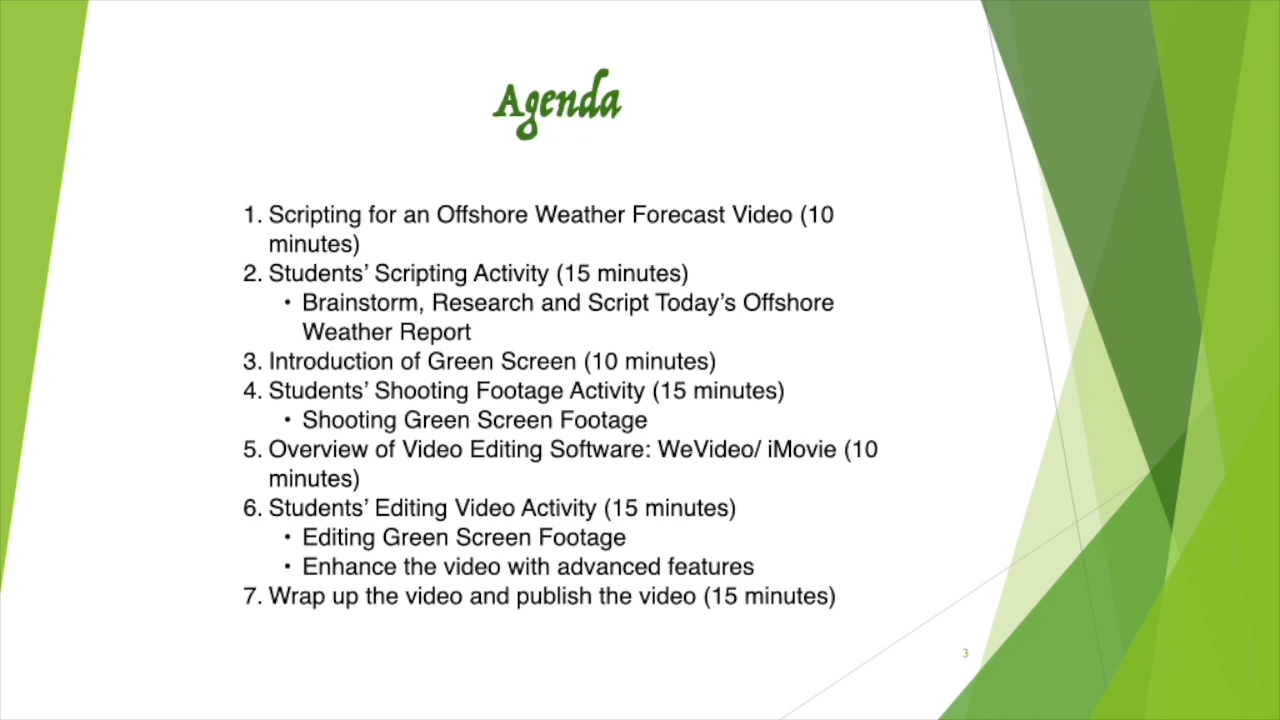 Agenda
1. Scripting for an Offshore Weather Forecast Video (10
minutes)
2. Students’ Scripting Activity (15 minutes)
• Brainstorm, Research and Script Today’s Offshore
Weather Report
3. Introduction of Green Screen (10 minutes)
4. Students’ Shooting Footage Activity (15 minutes)
• Shooting Green Screen Footage
5. Overview of Video Editing Software: WeVideo/ iMovie (10
minutes)
6. Students’ Editing Video Activity (15 minutes)
• Editing Green Screen Footage
• Enhance the video with advanced features
7. Wrap up the video and publish the video (15 minutes)
3